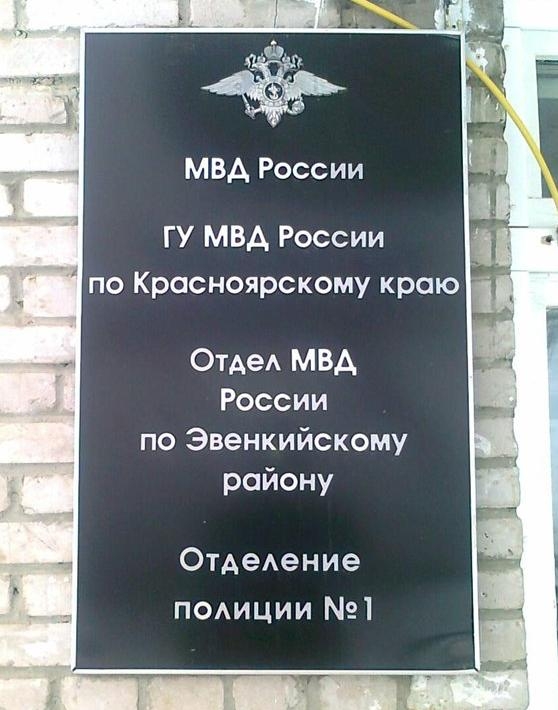 МВД России
ГУ МВД России
по Красноярскому краю
Отдел МВД
России
по Эвенкийскому
району
Отделение
полиции №1